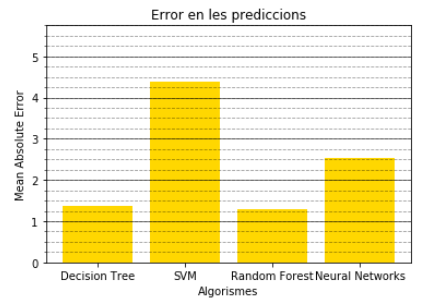 Error en les prediccions
Mean Absolute Error
5
4
3
2
1
0
Decision Tree SVM Random Forest Neural Networks
Algorismes